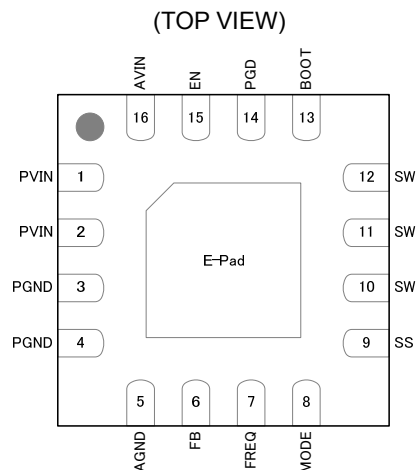 (TOP VIEW)
AVIN EN PGD BOOT
16 15 14 13
PVIN 1 12 SW
PVIN 2 11 SW
E-Pad
PGND 3 10 SW
PGND 4 9 SS
5 6 7 8
AGND FB FREQ MODE